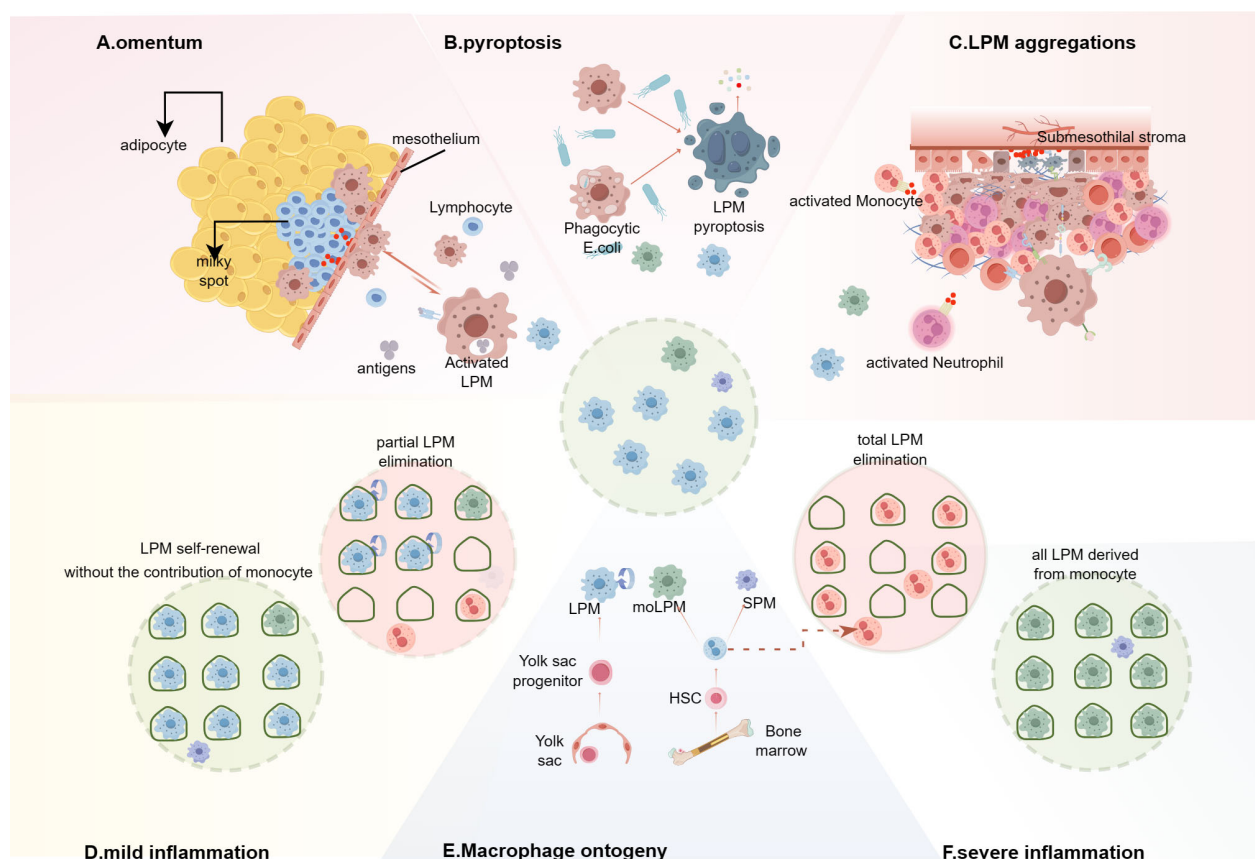 A.omentum
B.pyroptosis
C.LPM aggregations
adipocyte
mesothelium
Lymphocyte
milky
spot
antigens
Activated
LPM
Phagocytic
E.coli
LPM
pyroptosis
Submesothilal stroma
activated Monocyte
activated Neutrophil
partial LPM
elimination
total LPM
elimination
LPM self-renewal
without the contribution of monocyte
all LPM derived
from monocyte
LPM
moLPM
SPM
Yolk sac
progenitor
HSC
Yolk
sac
Bone
marrow
D.mild inflammation
E.Macrophage ontogeny
F.severe inflammation